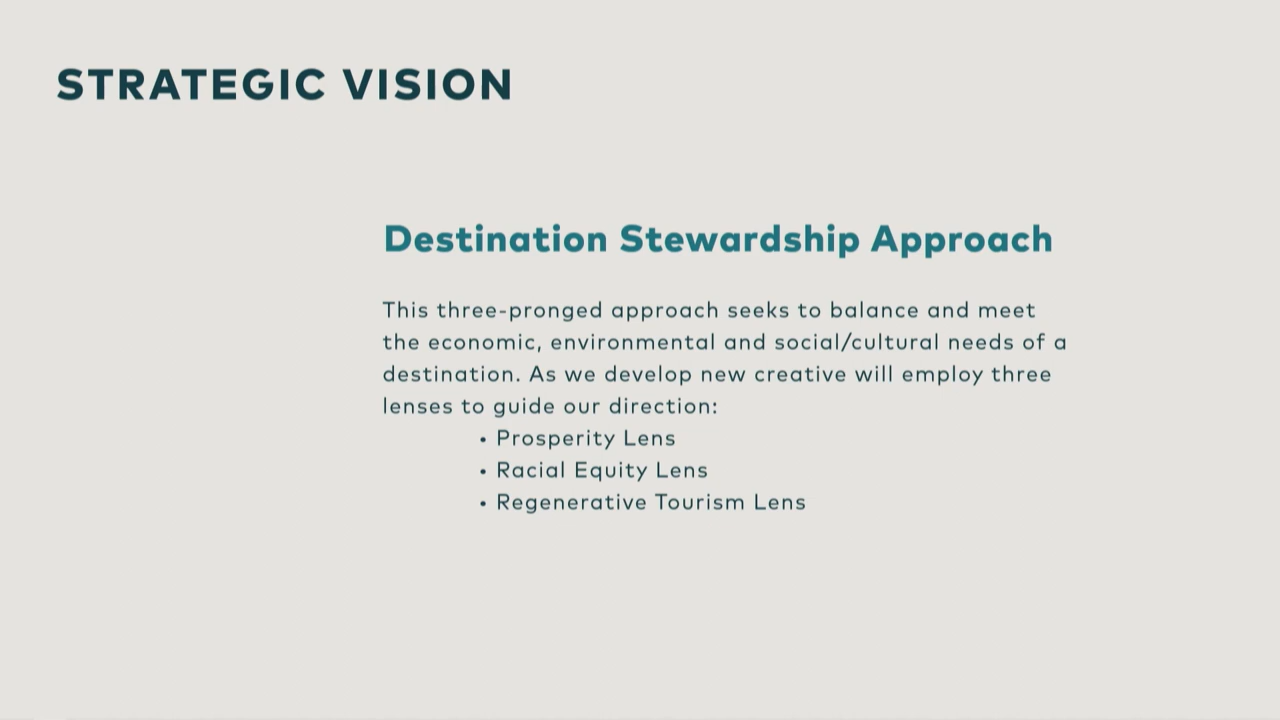 STRATEGIC VISION
Destination Stewardship Approach
This three-pronged approach seeks to balance and meet
the economic, environmental and social/cultural needs of a
destination. As we develop new creative will employ three
lenses to guide our direction:
• Prosperity Lens
• Racial Equity Lens
• Regenerative Tourism Lens